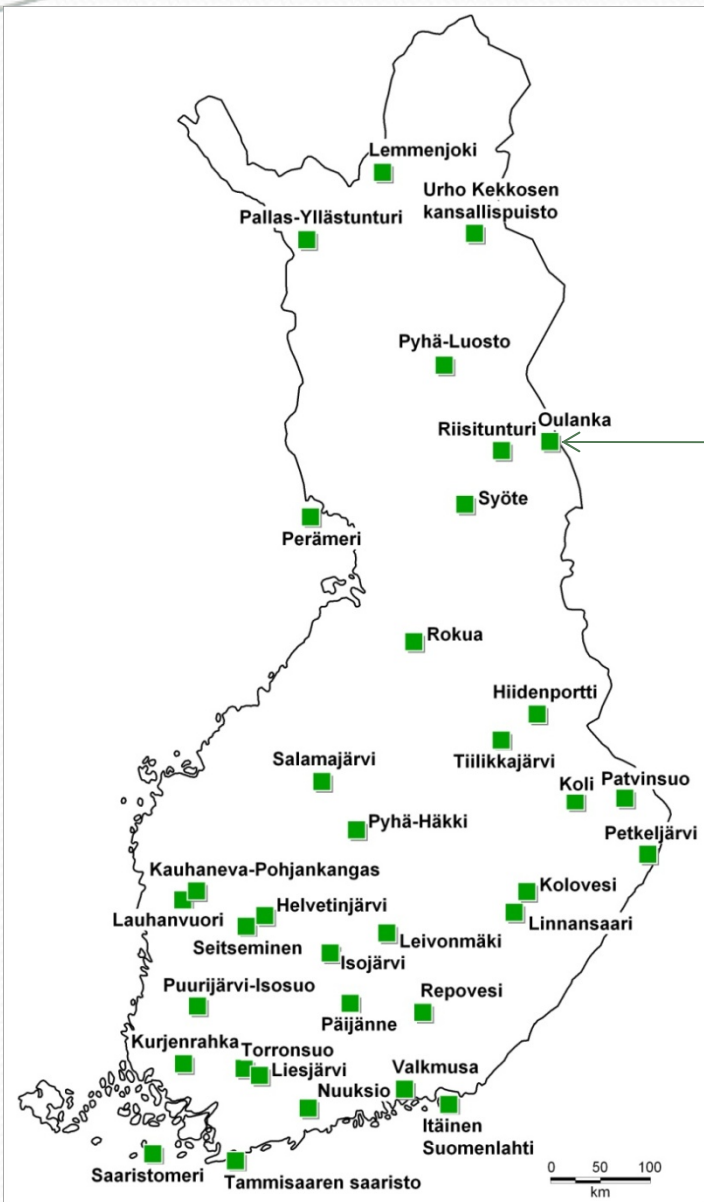 Lemmenjoki
Urho Kekkosen
kansallispuisto
Pallas-Yllästunturi
Pyhä-Luosto
Oulanka
Riisitunturi
Syöte
Perämeri
Rokua
Hiidenportti
Tiilikkajärvi
Salamajärvi
Koli
Patvinsuo
Pyhä-Häkki
Petkeljärvi
Kauhaneva-Pohjankangas
Kolovesi
Lauhanvuori
Helvetinjärvi
Linnansaari
Seitseminen
Leivonmäki
Isojärvi
Puurijärvi-Isosuo
Repovesi
Päijänne
Kurjenrahka
Torronsuo
Liesjärvi
Valkmusa
Nuuksio
Itäinen
Suomenlahti
Saaristomeri
Tammisaaren saaristo
0 50 100
km